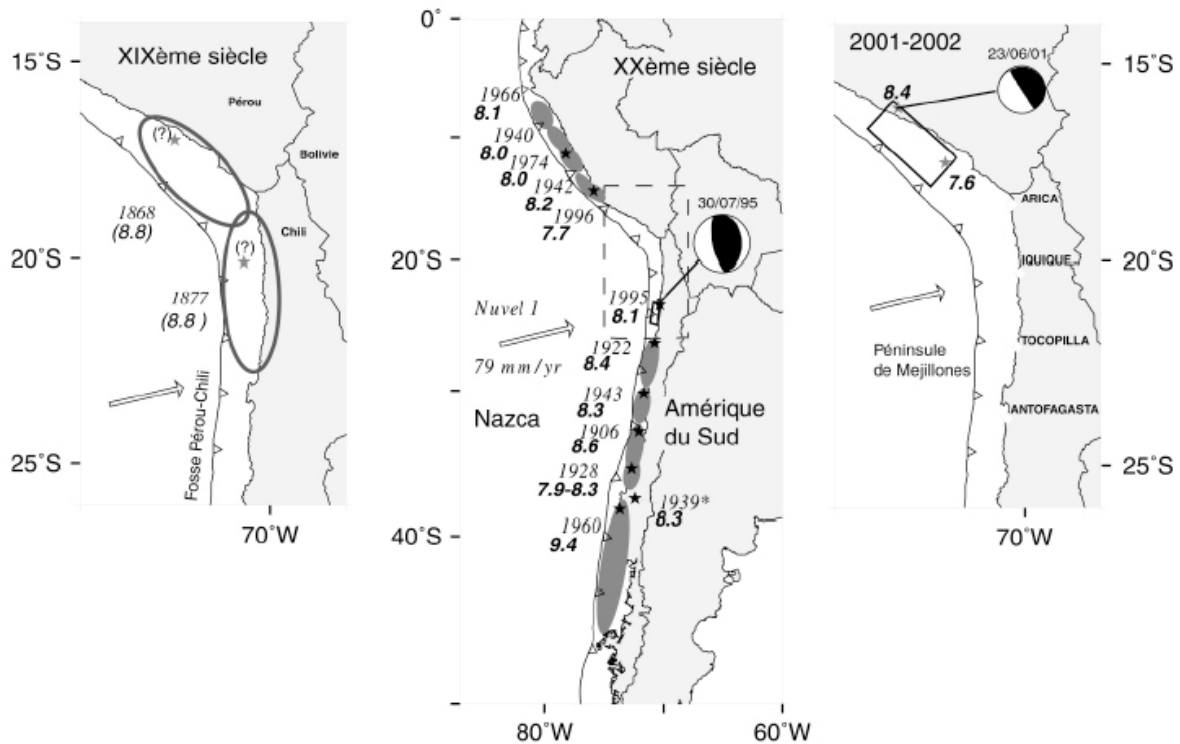 XIXème siècle
15°S
Pérou
(?)
Bolivie
1868
(8.8)
Chili
(?)
20°S
1877
(8.8 )
Fosse Pérou-Chili
25°S
70°W
0°
XXème siècle
1966
8.1
1940
8.0
1974
8.0
1942
8.2
1996
7.7
30/07/95
20°S
1995
8.1
Nuvel 1
79 mm/yr
1922
8.4
1943
8.3
Nazca
Amérique
du Sud
1906
8.6
1928
7.9-8.3
1939*
8.3
1960
9.4
40°S
80°W
60°W
2001-2002
23/06/01
15°S
8.4
7.6
ARICA
IQUIQUE
20°S
TOCOPILLA
Péninsule
de Mejillones
ANTOFAGASTA
25°S
70°W